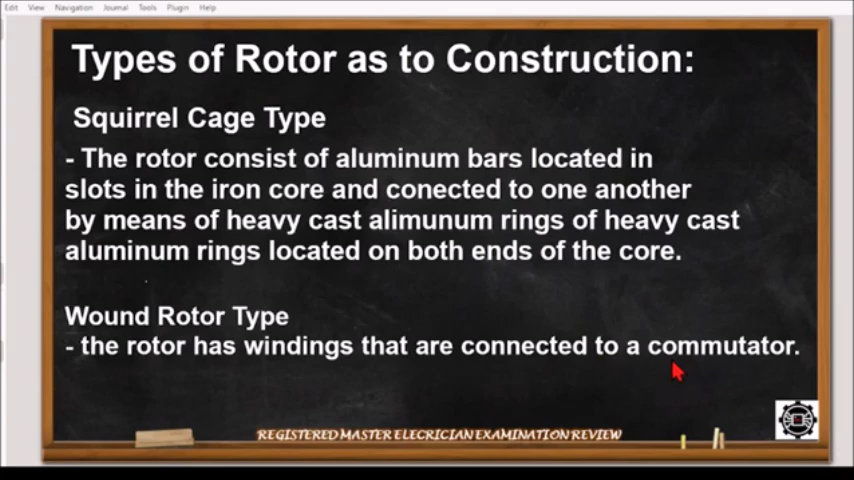 Edit View Navigation Journal Tools Plugin Help
Types of Rotor as to Construction:
Squirrel Cage Type
- The rotor consist of aluminum bars located in
slots in the iron core and conected to one another
by means of heavy cast alimunum rings of heavy cast
aluminum rings located on both ends of the core.
Wound Rotor Type
- the rotor has windings that are connected to a commutator.
REGISTERED MASTER ELECRICIAN EXAMINATION REVIEW